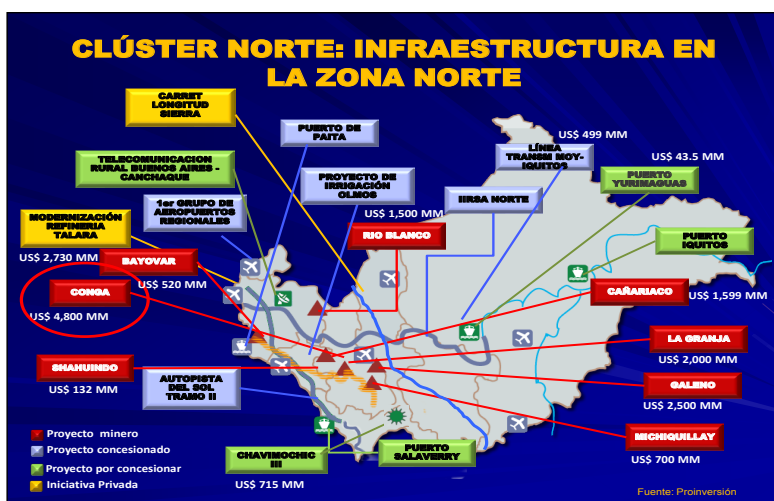 CLÚSTER NORTE: INFRAESTRUCTURA EN
LA ZONA NORTE
CARRET
LONGITUD
SIERRA
PUERTO DE
PAITA
US$ 499 MM
LÍNEA
TRANSM MOY-
IQUITOS
US$ 43.5 MM
TELECOMUNICACION
RURAL BUENOS AIRES -
CANCHAQUE
PROYECTO DE
IRRIGACIÓN
OLMOS
PUERTO
YURIMAGUAS
1er GRUPO DE
AEROPUERTOS
REGIONALES
US$ 1,500 MM
IIRSA NORTE
MODERNIZACIÓN
REFINERIA
TALARA
RIO BLANCO
PUERTO
IQUITOS
US$ 2,730 MM
BAYOVAR
US$ 520 MM
CONGA
US$ 4,800 MM
CAÑARIACO
US$ 1,599 MM
LA GRANJA
US$ 2,000 MM
SHAHUINDO
US$ 132 MM
AUTOPISTA
DEL SOL
TRAMO II
GALENO
US$ 2,500 MM
MICHIQUILLAY
US$ 700 MM
Proyecto minero
Proyecto concesionado
Proyecto por concesionar
Iniciativa Privada
CHAVIMOCHIC
III
US$ 715 MM
PUERTO
SALAVERRY
Fuente: Proinversión